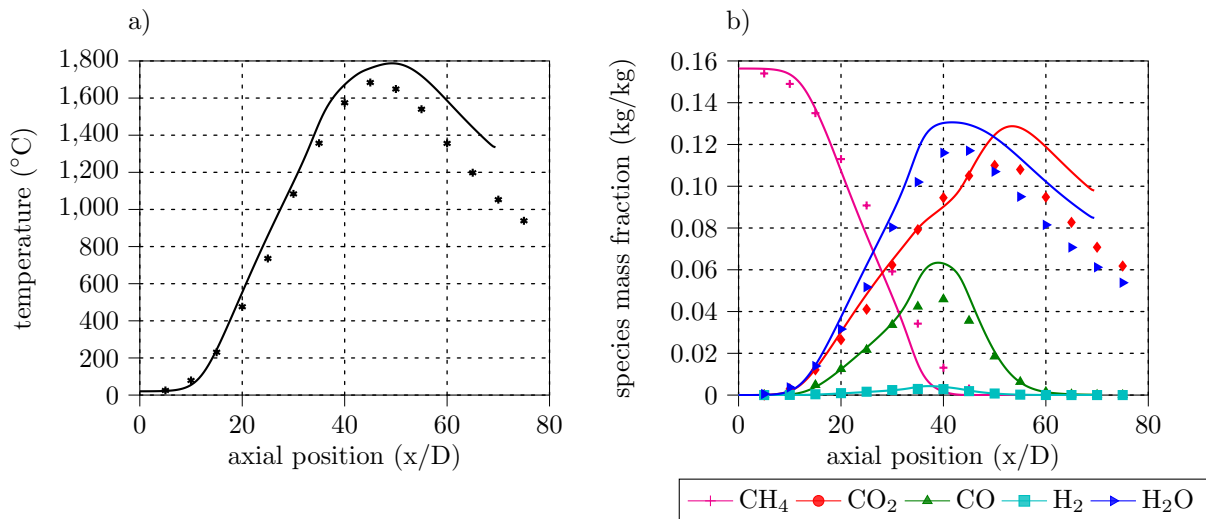 a)
temperature (°C)
1,800
1,600
1,400
1,200
1,000
800
600
400
200
0
0 20 40 60 80
axial position (x/D)
b)
species mass fraction (kg/kg)
0.16
0.14
0.12
0.10
0.08
0.06
0.04
0.02
0
0 20 40 60 80
axial position (x/D)
CH₄ CO₂ CO H₂ H₂O